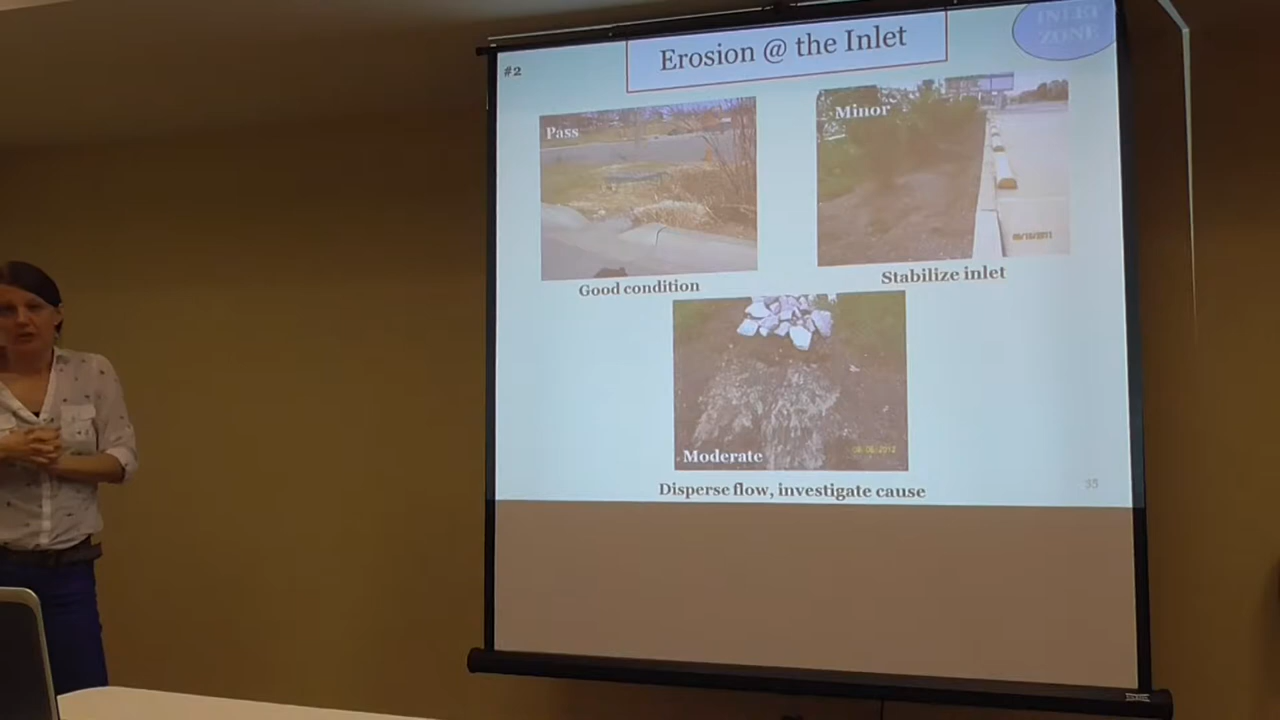 INLET
ZONE
Erosion @ the Inlet
#2
Pass
Minor
Good condition
Stabilize inlet
Moderate
Disperse flow, investigate cause
35